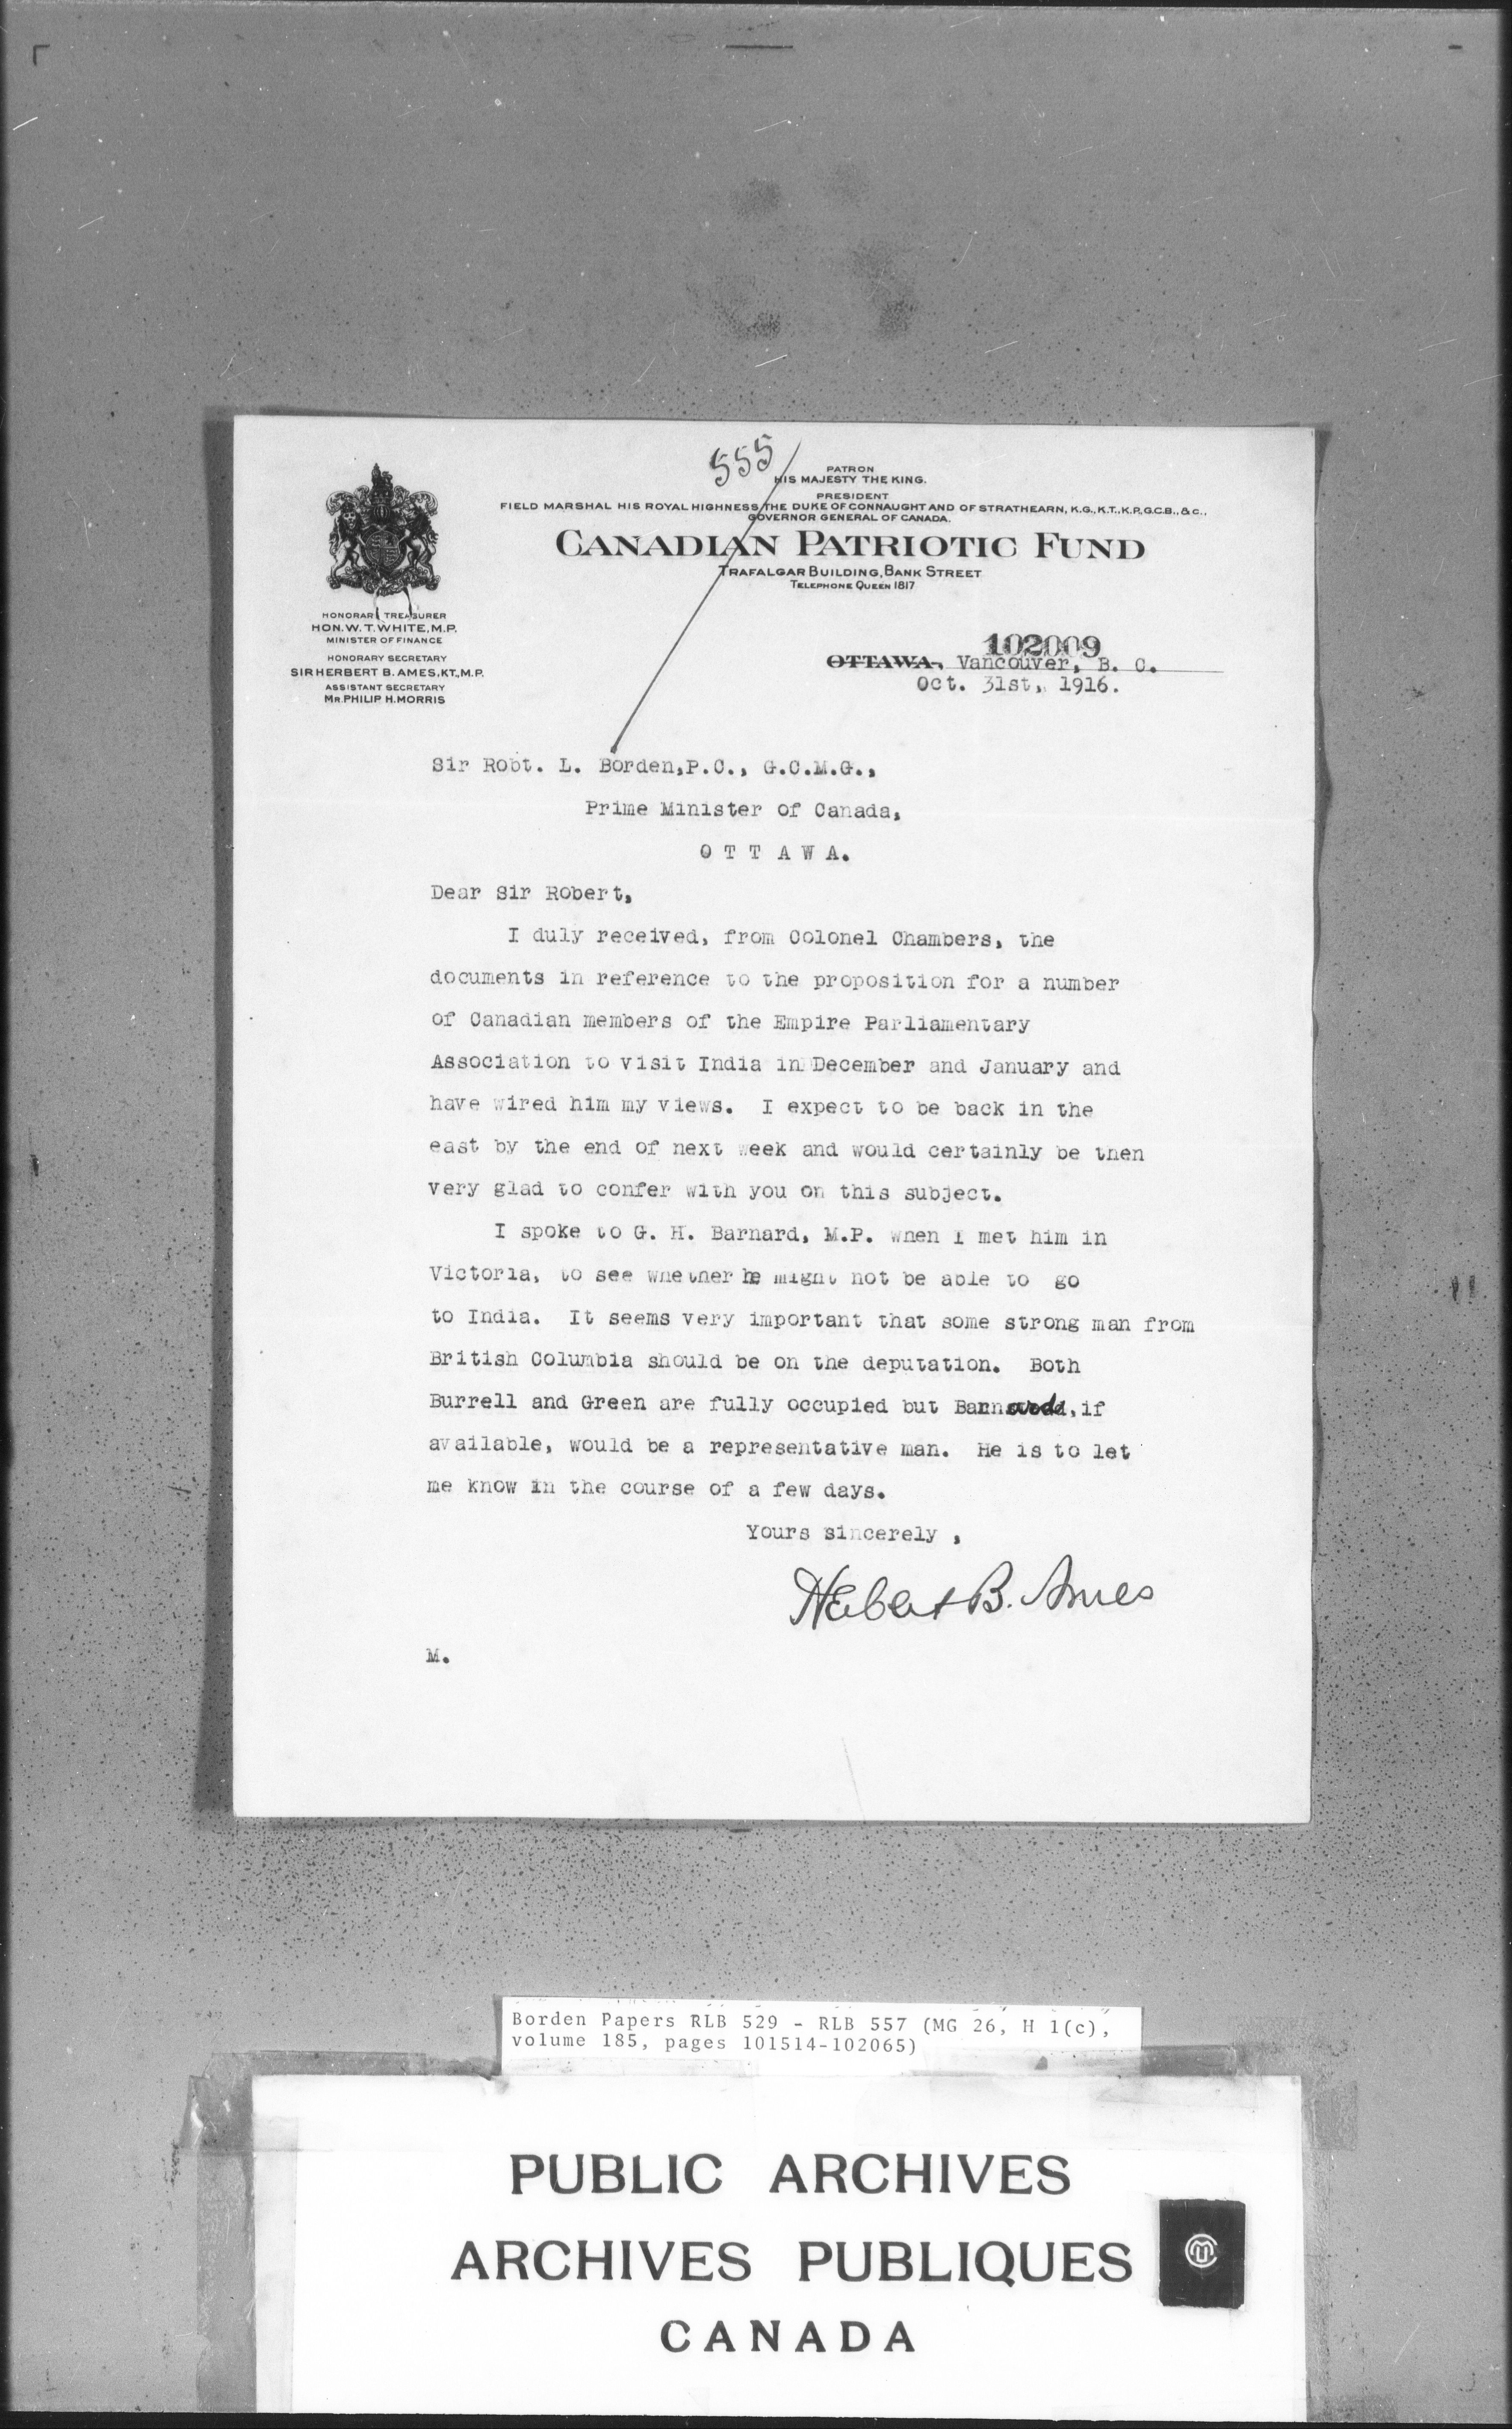 555
PATRON
HIS MAJESTY THE KING.
PRESIDENT
FIELD MARSHAL HIS ROYAL HIGHNESS THE DUKE OF CONNAUGHT AND OF STRATHEARN, K.G., K.T., K.P., G.C.B., &C.,
GOVERNOR GENERAL OF CANADA.
CANADIAN PATRIOTIC FUND
TRAFALGAR BUILDING, BANK STREET
TELEPHONE QUEEN 1817
HONORARY TREASURER
HON. W. T. WHITE, M.P.
MINISTER OF FINANCE
HONORARY SECRETARY
SIR HERBERT B. AMES, KT., M.P.
ASSISTANT SECRETARY
MR. PHILIP H. MORRIS
102009
OTTAWA, Vancouver, B. C.
Oct. 31st, 1916.
Sir Robt. L. Borden, P.C., G.C.M.G.,
Prime Minister of Canada,
O T T A W A.
Dear Sir Robert,
I duly received, from Colonel Chambers, the
documents in reference to the proposition for a number
of Canadian members of the Empire Parliamentary
Association to visit India in December and January and
have wired him my views. I expect to be back in the
east by the end of next week and would certainly be then
very glad to confer with you on this subject.
I spoke to G. H. Barnard, M.P. when I met him in
Victoria, to see whether he might not be able to go
to India. It seems very important that some strong man from
British Columbia should be on the deputation. Both
Burrell and Green are fully occupied but Barnard, if
available, would be a representative man. He is to let
me know in the course of a few days.
Yours sincerely ,
Herbert B. Ames
M.
Borden Papers RLB 529 - RLB 557 (MG 26, H 1(c),
volume 185, pages 101514-102065)
PUBLIC ARCHIVES
ARCHIVES PUBLIQUES
CANADA